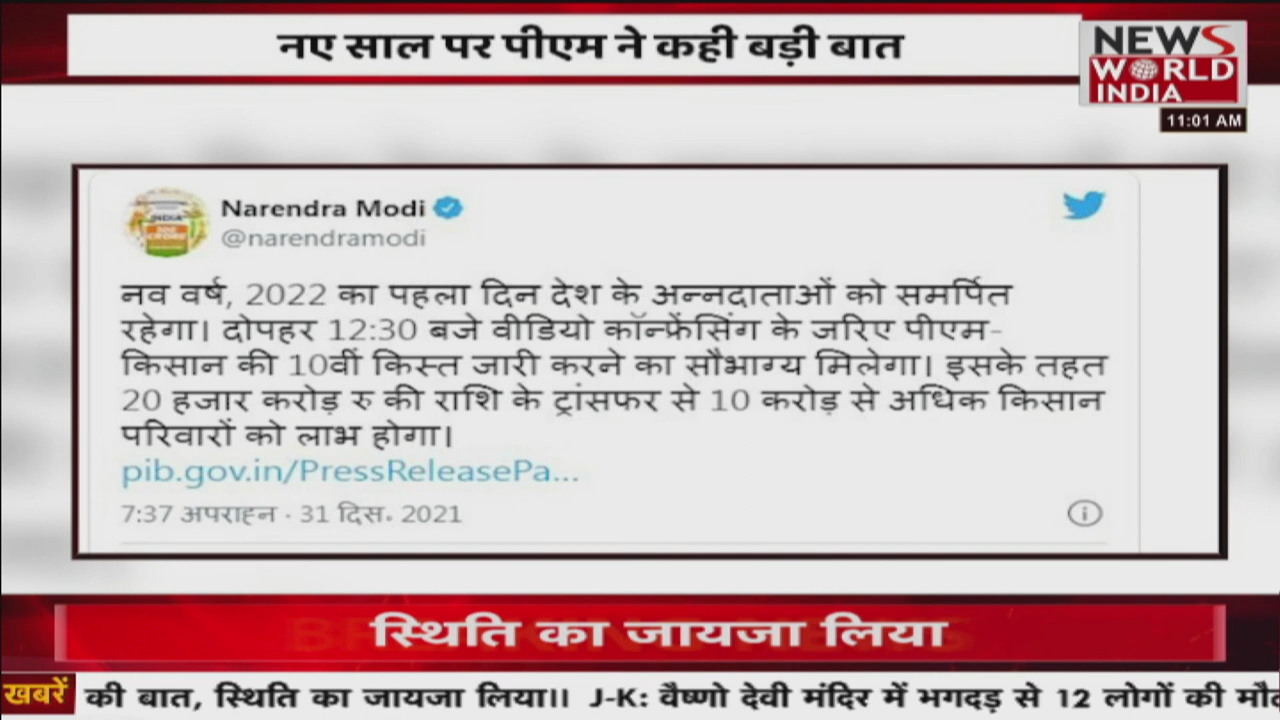 नए साल पर पीएम ने कही बड़ी बात
NEWS
WORLD
INDIA
11:01 AM
Narendra Modi
@narendramodi
नव वर्ष, 2022 का पहला दिन देश के अन्नदाताओं को समर्पित
रहेगा। दोपहर 12:30 बजे वीडियो कॉन्फ्रेंसिंग के जरिए पीएम-
किसान की 10वीं किस्त जारी करने का सौभाग्य मिलेगा। इसके तहत
20 हजार करोड़ रु की राशि के ट्रांसफर से 10 करोड़ से अधिक किसान
परिवारों को लाभ होगा।
pib.gov.in/PressReleasePa...
7:37 अपराह्न · 31 दिस॰ 2021
स्थिति का जायजा लिया
खबरें की बात, स्थिति का जायजा लिया।। J-K: वैष्णो देवी मंदिर में भगदड़ से 12 लोगों की